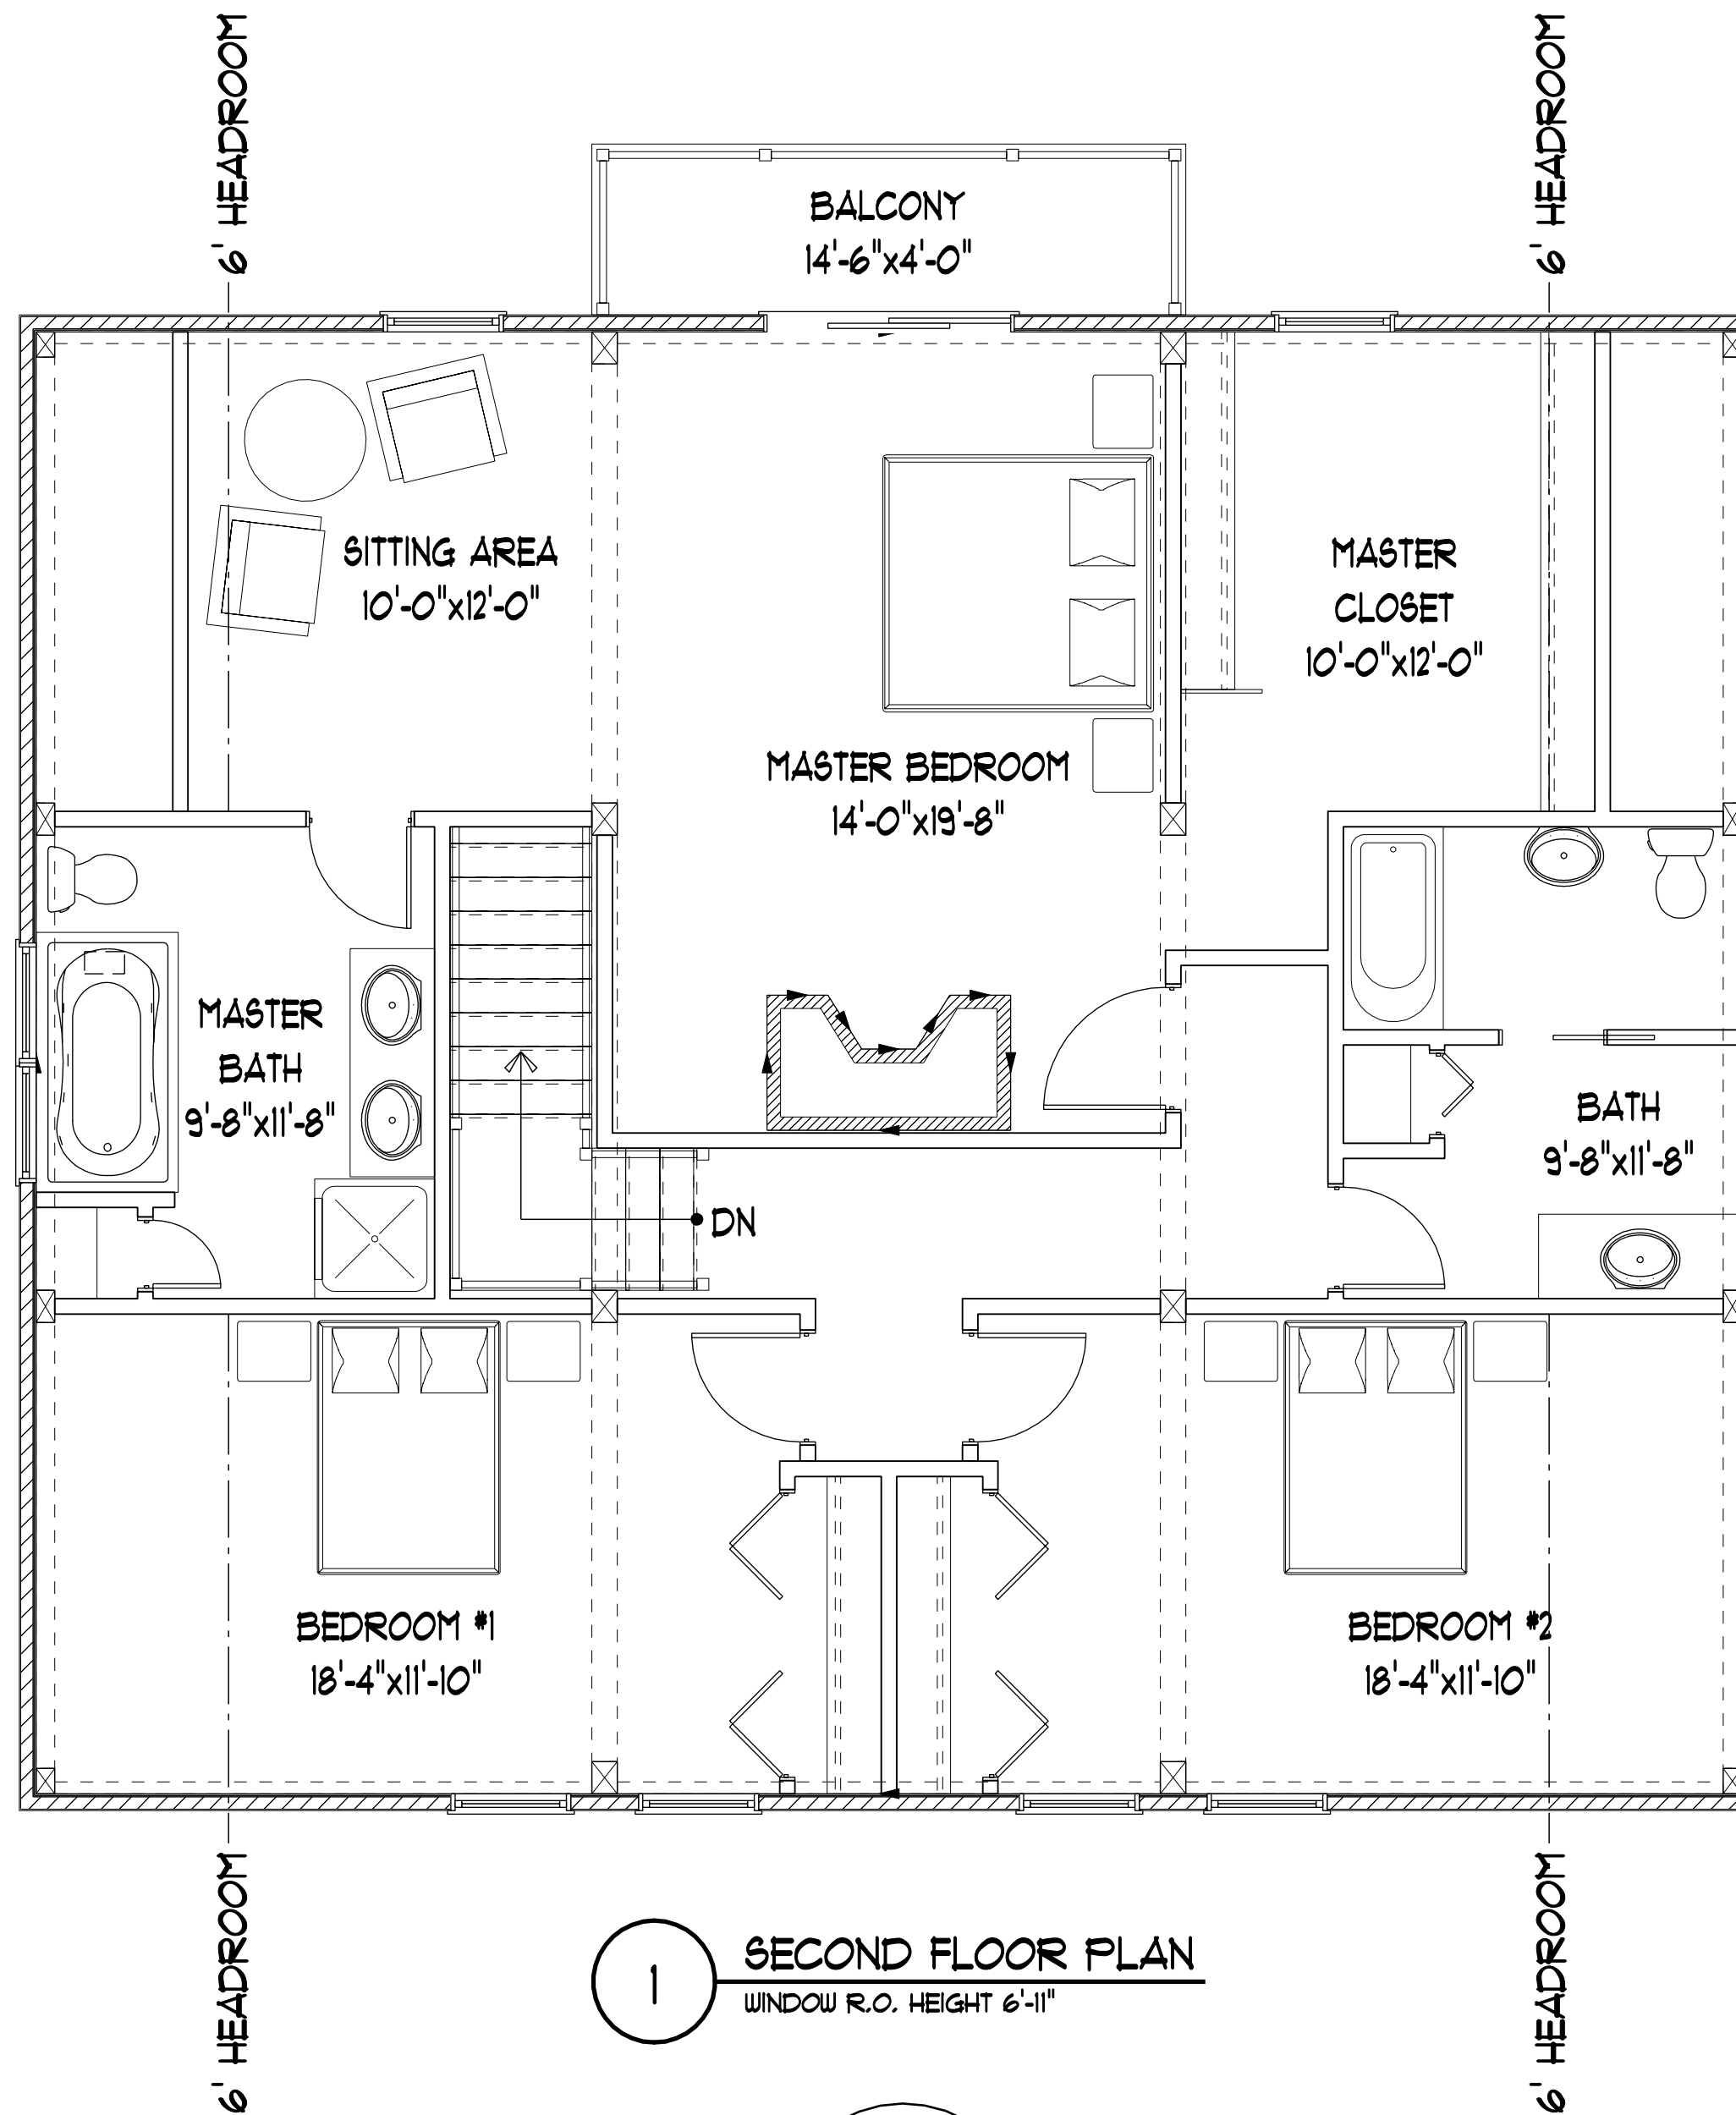 6' HEADROOM
6' HEADROOM
BALCONY
14'-6"x4'-0"
SITTING AREA
10'-0"x12'-0"
MASTER
CLOSET
10'-0"x12'-0"
MASTER BEDROOM
14'-0"x19'-8"
MASTER
BATH
9'-8"x11'-8"
BATH
9'-8"x11'-8"
DN
BEDROOM #1
18'-4"x11'-10"
BEDROOM #2
18'-4"x11'-10"
6' HEADROOM
6' HEADROOM
1
SECOND FLOOR PLAN
WINDOW R.O. HEIGHT 6'-11"